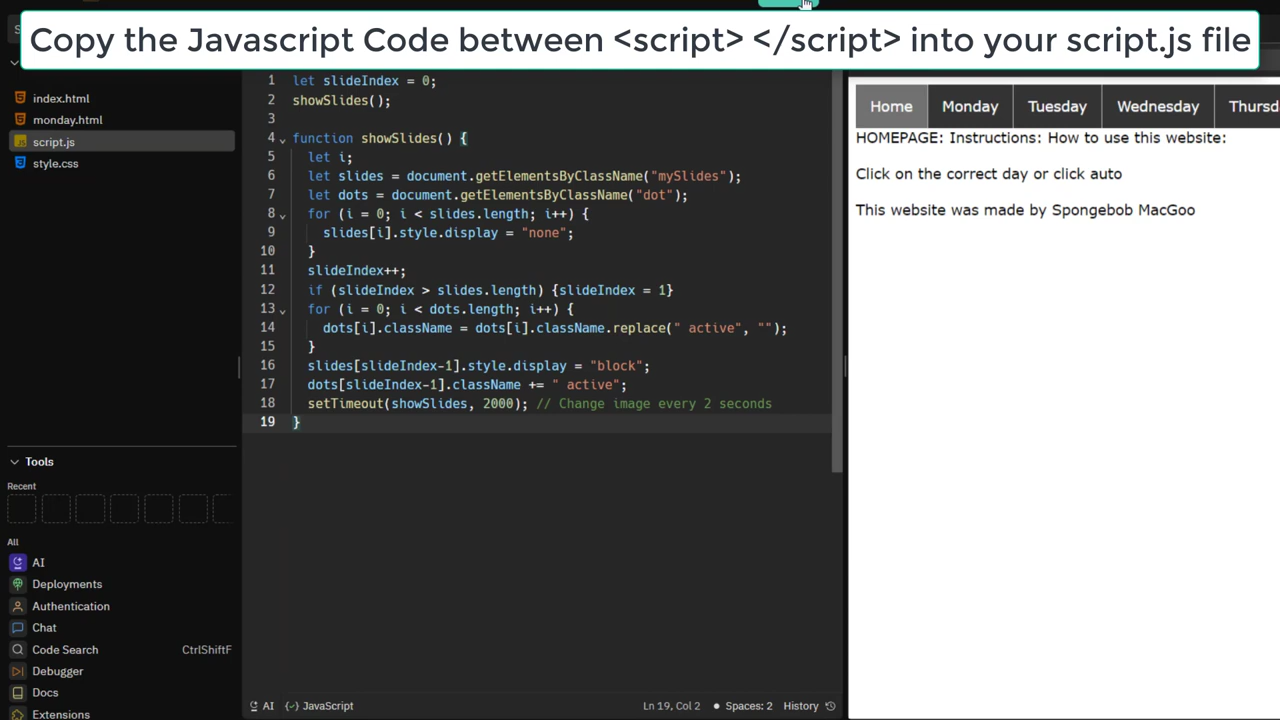 Copy the Javascript Code between <script> </script> into your script.js file
index.html
monday.html
script.js
style.css
Tools
Recent
All
AI
Deployments
Authentication
Chat
Code Search CtrlShiftF
Debugger
Docs
Extensions
1 let slideIndex = 0;
2 showSlides();
3
4 function showSlides() {
5 let i;
6 let slides = document.getElementsByClassName("mySlides");
7 let dots = document.getElementsByClassName("dot");
8 for (i = 0; i < slides.length; i++) {
9 slides[i].style.display = "none";
10 }
11 slideIndex++;
12 if (slideIndex > slides.length) {slideIndex = 1}
13 for (i = 0; i < dots.length; i++) {
14 dots[i].className = dots[i].className.replace(" active", "");
15 }
16 slides[slideIndex-1].style.display = "block";
17 dots[slideIndex-1].className += " active";
18 setTimeout(showSlides, 2000); // Change image every 2 seconds
19 }
AI {} JavaScript Ln 19, Col 2 Spaces: 2 History
Home Monday Tuesday Wednesday Thursd
HOMEPAGE: Instructions: How to use this website:
Click on the correct day or click auto
This website was made by Spongebob MacGoo